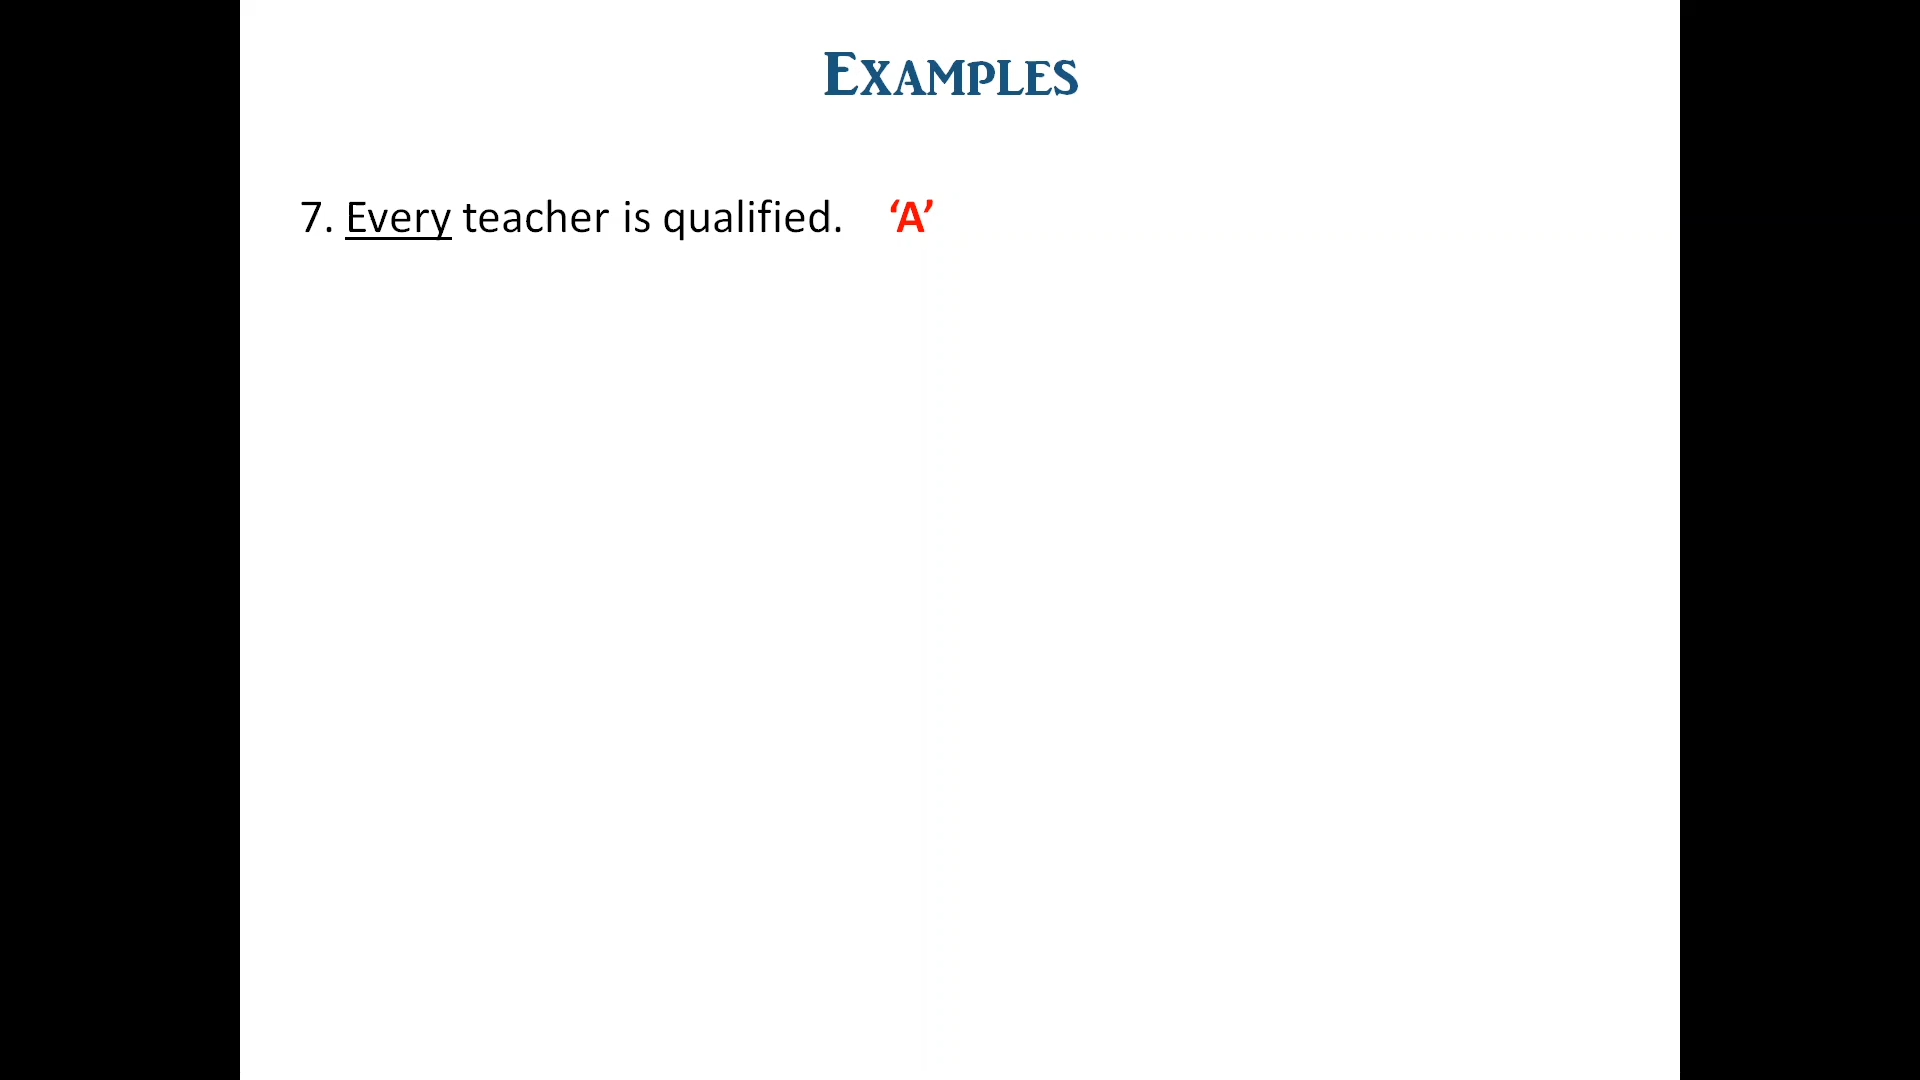 Examples
7. Every teacher is qualified. ‘A’